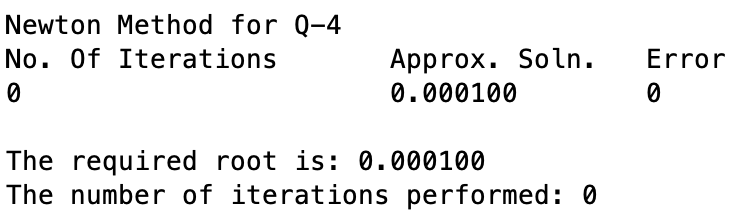 Newton Method for Q-4
No. Of Iterations Approx. Soln. Error
0 0.000100 0
The required root is: 0.000100
The number of iterations performed: 0